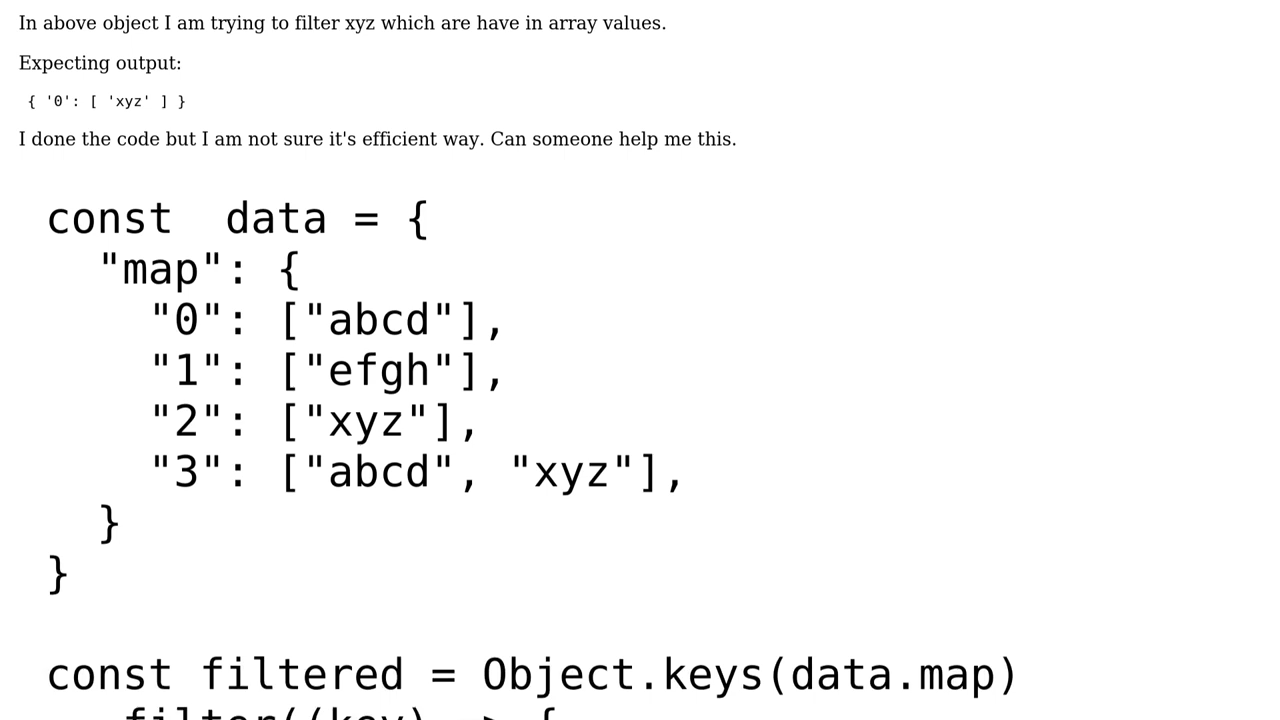 In above object I am trying to filter xyz which are have in array values.
Expecting output:
{ '0': [ 'xyz' ] }
I done the code but I am not sure it's efficient way. Can someone help me this.
const  data = {
  "map": {
    "0": ["abcd"],
    "1": ["efgh"],
    "2": ["xyz"],
    "3": ["abcd", "xyz"],
  }
}
const filtered = Object.keys(data.map)
  .filter((key) => {